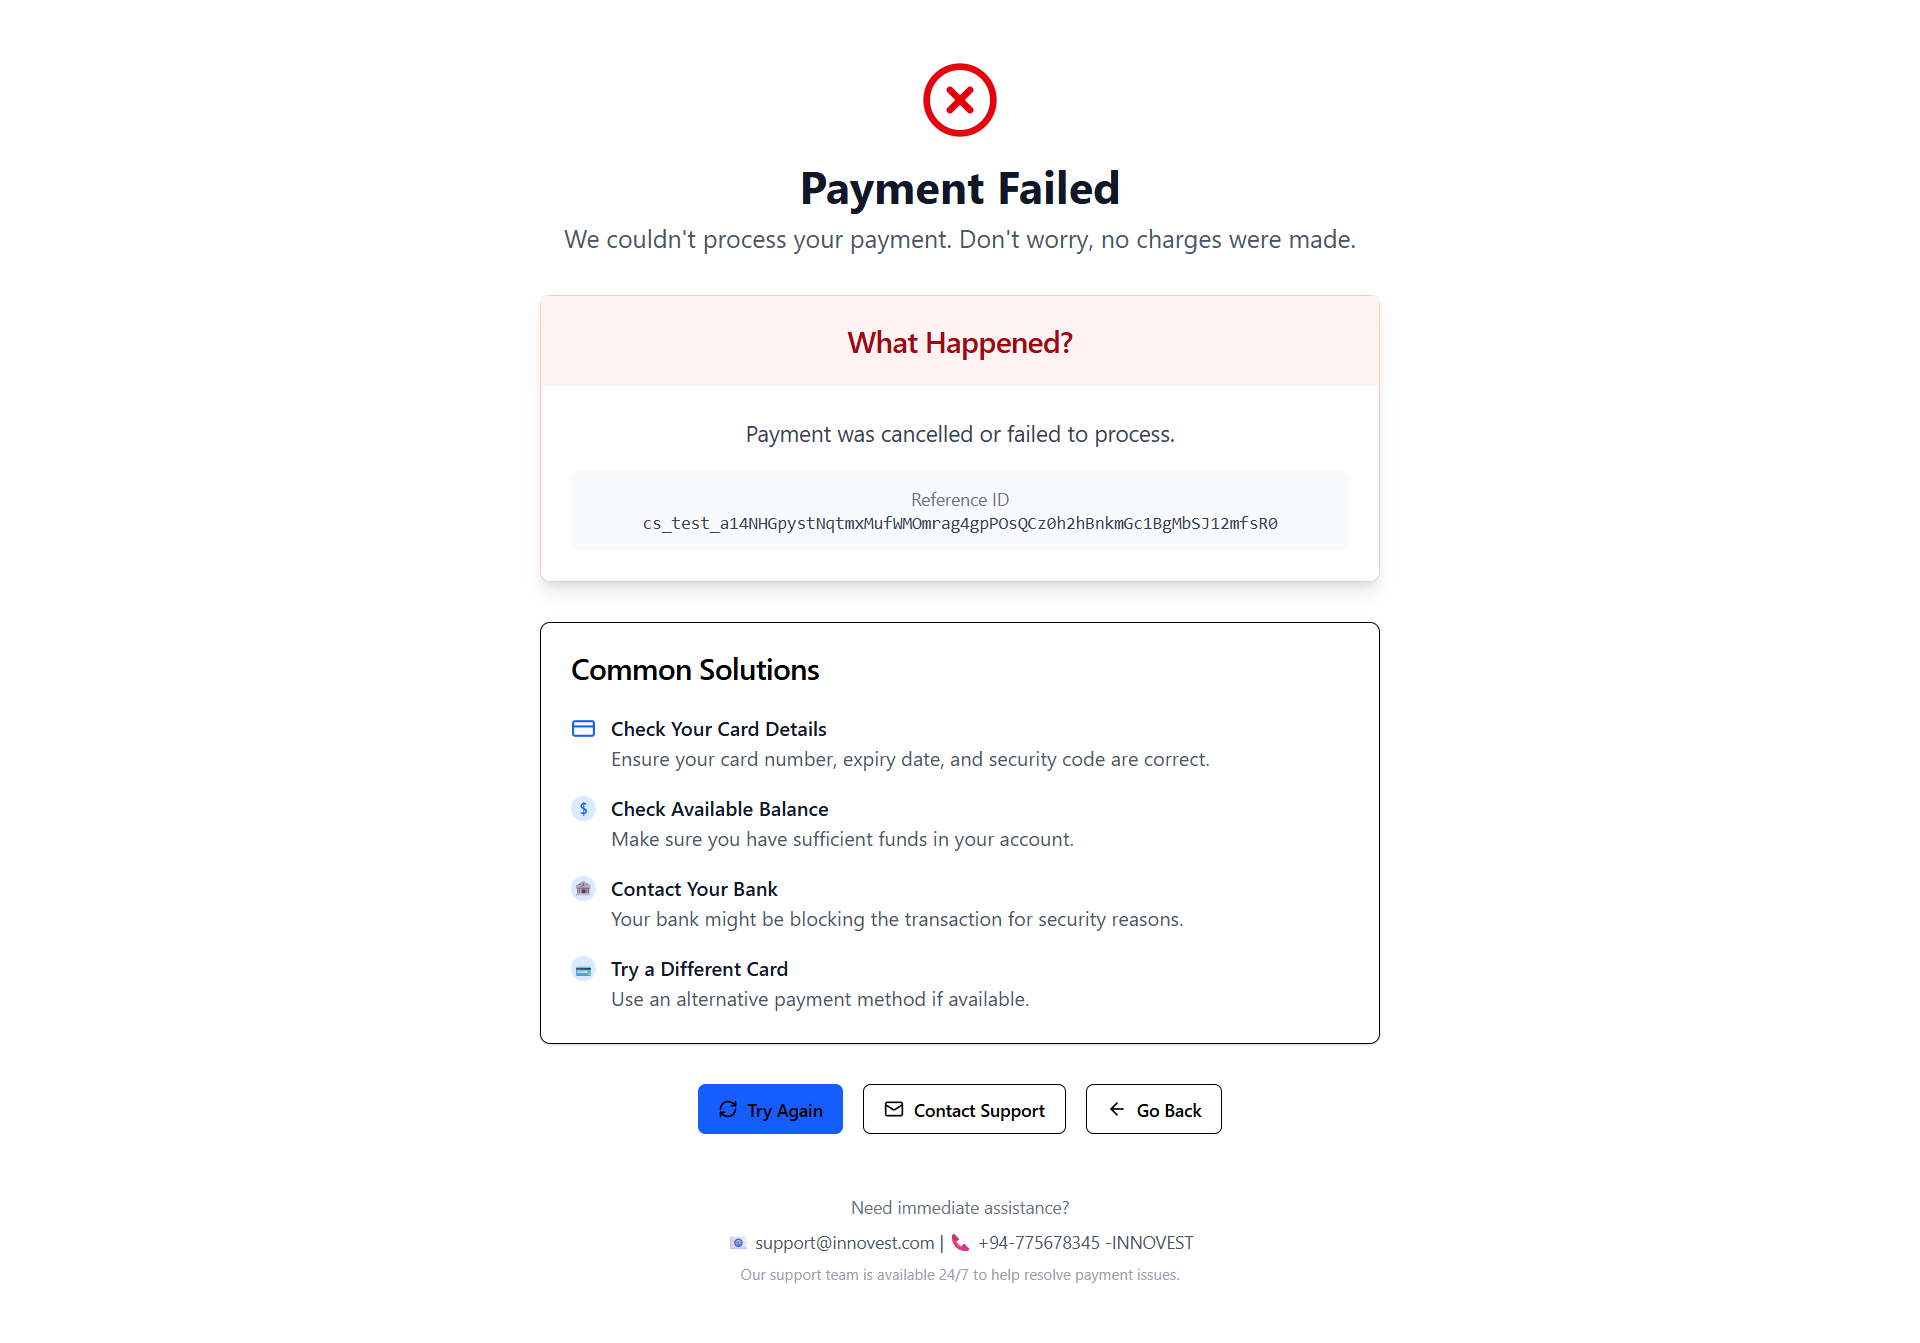 Payment Failed
We couldn't process your payment. Don't worry, no charges were made.
What Happened?
Payment was cancelled or failed to process.
Reference ID
cs_test_a14NHGpystNqtmxMufWMOmrag4gpPOsQCz0h2hBnkmGc1BgMbSJ12mfsR0
Common Solutions
Check Your Card Details
Ensure your card number, expiry date, and security code are correct.
$ Check Available Balance
Make sure you have sufficient funds in your account.
Contact Your Bank
Your bank might be blocking the transaction for security reasons.
Try a Different Card
Use an alternative payment method if available.
Try Again Contact Support Go Back
Need immediate assistance?
support@innovest.com | +94-775678345 -INNOVEST
Our support team is available 24/7 to help resolve payment issues.